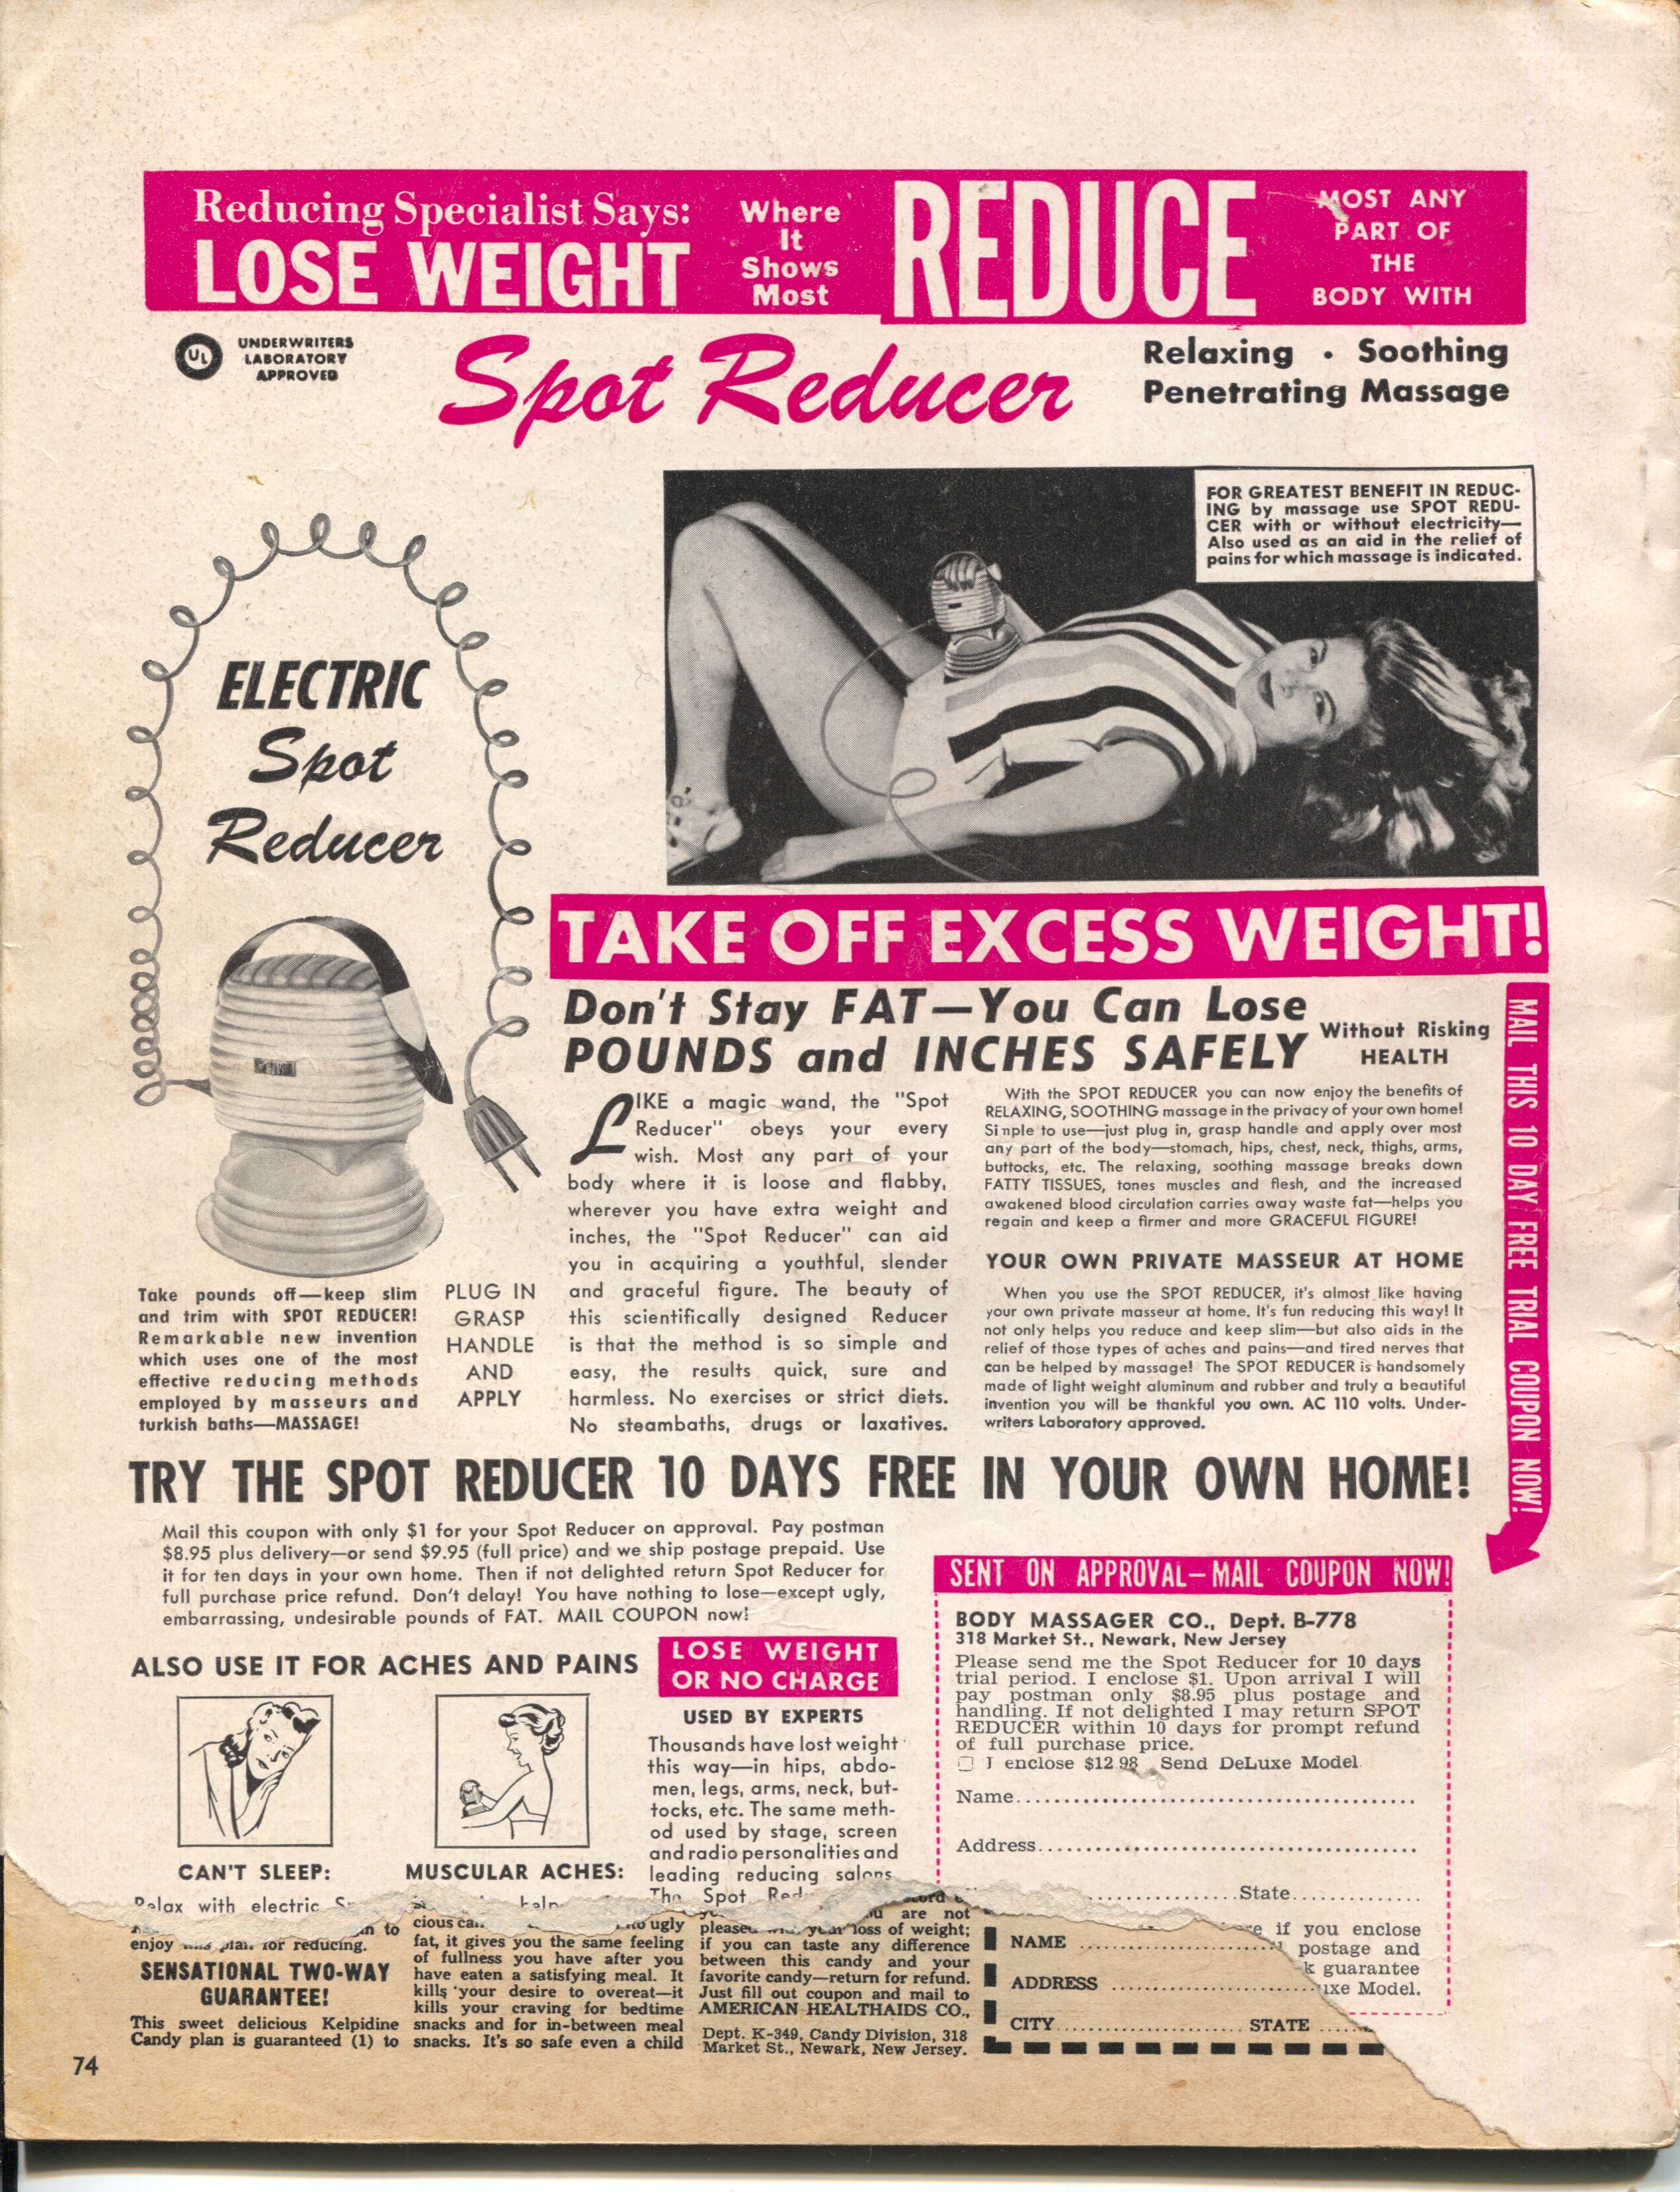 Reducing Specialist Says:
LOSE WEIGHT
Where
It
Shows
Most
REDUCE
MOST ANY
PART OF
THE
BODY WITH
UL
UNDERWRITERS
LABORATORY
APPROVED
Spot Reducer
Relaxing • Soothing
Penetrating Massage
FOR GREATEST BENEFIT IN REDUC-
ING by massage use SPOT REDU-
CER with or without electricity—
Also used as an aid in the relief of
pains for which massage is indicated.
ELECTRIC
Spot
Reducer
TAKE OFF EXCESS WEIGHT!
Don't Stay FAT—You Can Lose
POUNDS and INCHES SAFELY
Without Risking
HEALTH
MAIL THIS 10 DAY FREE TRIAL COUPON NOW!
Take pounds off—keep slim
and trim with SPOT REDUCER!
Remarkable new invention
which uses one of the most
effective reducing methods
employed by masseurs and
turkish baths—MASSAGE!
PLUG IN
GRASP
HANDLE
AND
APPLY
LIKE a magic wand, the "Spot
Reducer" obeys your every
wish. Most any part of your
body where it is loose and flabby,
wherever you have extra weight and
inches, the "Spot Reducer" can aid
you in acquiring a youthful, slender
and graceful figure. The beauty of
this scientifically designed Reducer
is that the method is so simple and
easy, the results quick, sure and
harmless. No exercises or strict diets.
No steambaths, drugs or laxatives.
With the SPOT REDUCER you can now enjoy the benefits of
RELAXING, SOOTHING massage in the privacy of your own home!
Simple to use—just plug in, grasp handle and apply over most
any part of the body—stomach, hips, chest, neck, thighs, arms,
buttocks, etc. The relaxing, soothing massage breaks down
FATTY TISSUES, tones muscles and flesh, and the increased
awakened blood circulation carries away waste fat—helps you
regain and keep a firmer and more GRACEFUL FIGURE!
YOUR OWN PRIVATE MASSEUR AT HOME
When you use the SPOT REDUCER, it's almost like having
your own private masseur at home. It's fun reducing this way! It
not only helps you reduce and keep slim—but also aids in the
relief of those types of aches and pains—and tired nerves that
can be helped by massage! The SPOT REDUCER is handsomely
made of light weight aluminum and rubber and truly a beautiful
invention you will be thankful you own. AC 110 volts. Under-
writers Laboratory approved.
TRY THE SPOT REDUCER 10 DAYS FREE IN YOUR OWN HOME!
Mail this coupon with only $1 for your Spot Reducer on approval. Pay postman
$8.95 plus delivery—or send $9.95 (full price) and we ship postage prepaid. Use
it for ten days in your own home. Then if not delighted return Spot Reducer for
full purchase price refund. Don't delay! You have nothing to lose—except ugly,
embarrassing, undesirable pounds of FAT. MAIL COUPON now!
ALSO USE IT FOR ACHES AND PAINS
CAN'T SLEEP:
Relax with electric
MUSCULAR ACHES:
LOSE WEIGHT
OR NO CHARGE
USED BY EXPERTS
Thousands have lost weight
this way—in hips, abdo-
men, legs, arms, neck, but-
tocks, etc. The same meth-
od used by stage, screen
and radio personalities and
leading reducing salons.
The Spot
SENT ON APPROVAL—MAIL COUPON NOW!
BODY MASSAGER CO., Dept. B-778
318 Market St., Newark, New Jersey
Please send me the Spot Reducer for 10 days
trial period. I enclose $1. Upon arrival I will
pay postman only $8.95 plus postage and
handling. If not delighted I may return SPOT
REDUCER within 10 days for prompt refund
of full purchase price.
I enclose $12.98 Send DeLuxe Model
Name
Address
State
if you enclose
postage and
guarantee
Model.
to
enjoy this plan for reducing.
SENSATIONAL TWO-WAY
GUARANTEE!
This sweet delicious Kelpidine
Candy plan is guaranteed (1) to
ugly
fat, it gives you the same feeling
of fullness you have after you
have eaten a satisfying meal. It
kills your desire to overeat—it
kills your craving for bedtime
snacks and for in-between meal
snacks. It's so safe even a child
are not
pleased with your loss of weight;
if you can taste any difference
between this candy and your
favorite candy—return for refund.
Just fill out coupon and mail to
AMERICAN HEALTHAIDS CO.,
Dept. K-349, Candy Division, 318
Market St., Newark, New Jersey.
NAME
ADDRESS
CITY STATE
74